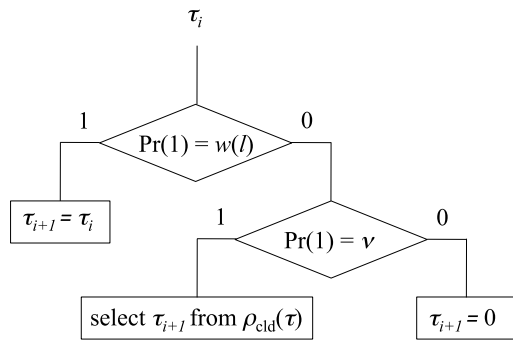 τᵢ
1
0
Pr(1) = w(l)
τᵢ₊₁ = τᵢ
1
0
Pr(1) = ν
select τᵢ₊₁ from ρ_cld(τ)
τᵢ₊₁ = 0